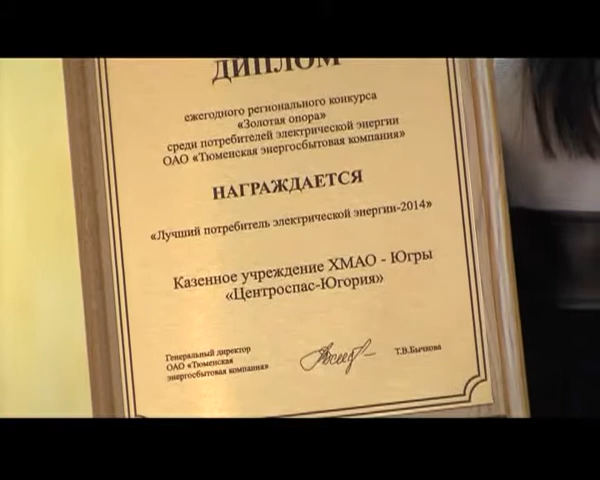 ДИПЛОМ
ежегодного регионального конкурса
«Золотая опора»
среди потребителей электрической энергии
ОАО «Тюменская энергосбытовая компания»
НАГРАЖДАЕТСЯ
«Лучший потребитель электрической энергии-2014»
Казенное учреждение ХМАО - Югры
«Центроспас-Югория»
Генеральный директор
ОАО «Тюменская
энергосбытовая компания»
Т.В.Бычкова